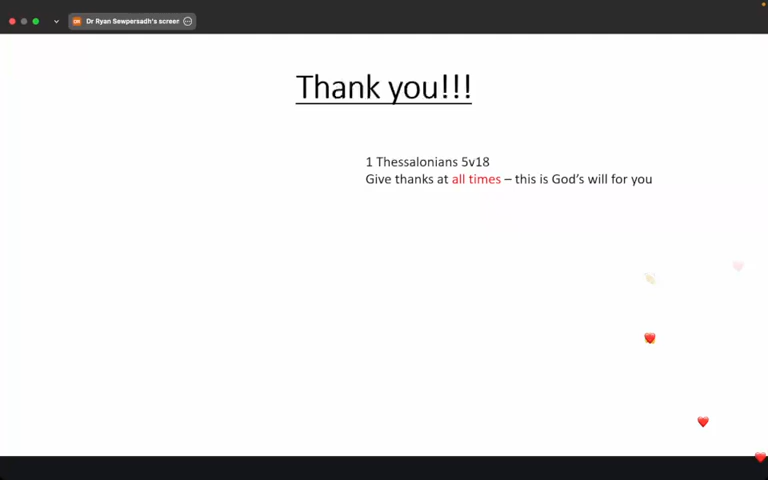 DR Dr Ryan Sewpersadh's screen
Thank you!!!
1 Thessalonians 5v18
Give thanks at all times – this is God's will for you